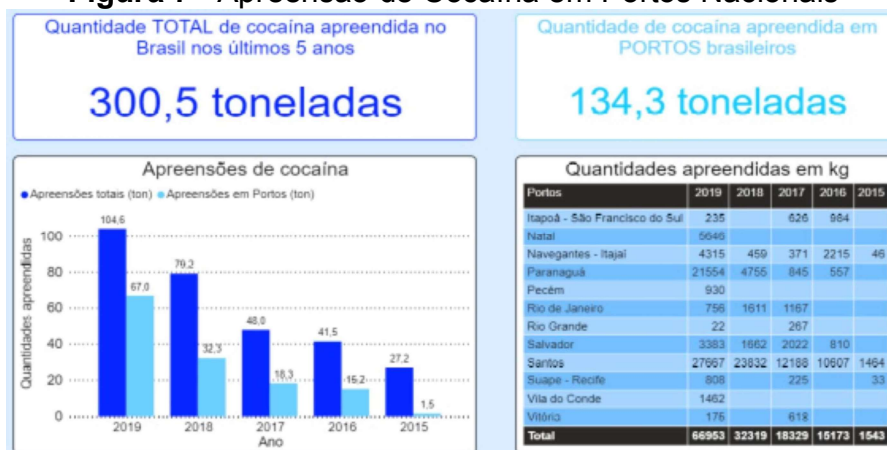 Quantidade TOTAL de cocaína apreendida no
Brasil nos últimos 5 anos
300,5 toneladas
Quantidade de cocaína apreendida em
PORTOS brasileiros
134,3 toneladas
Apreensões de cocaína
Apreensões totais (ton) Apreensões em Portos (ton)
Quantidades apreendidas
100
80
60
40
20
0
104,6
67,0
79,2
32,3
48,0
18,3
41,5
15,2
27,2
1,5
2019 2018 2017 2016 2015
Ano
Quantidades apreendidas em kg
Portos 2019 2018 2017 2016 2015
Itapoá - São Francisco do Sul 235 626 984
Natal 5646
Navegantes - Itajaí 4315 459 371 2215 46
Paranaguá 21554 4755 845 557
Pecém 930
Rio de Janeiro 756 1611 1167
Rio Grande 22 267
Salvador 3383 1662 2022 810
Santos 27667 23832 12188 10607 1464
Suape - Recife 808 225 33
Vila do Conde 1462
Vitória 176 618
Total 66953 32319 18329 15173 1543